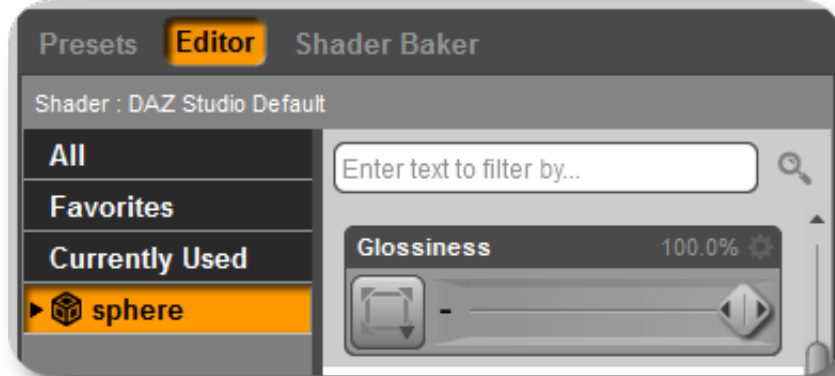 Presets Editor Shader Baker
Shader : DAZ Studio Default
All
Favorites
Currently Used
sphere
Enter text to filter by...
Glossiness 100.0%
-